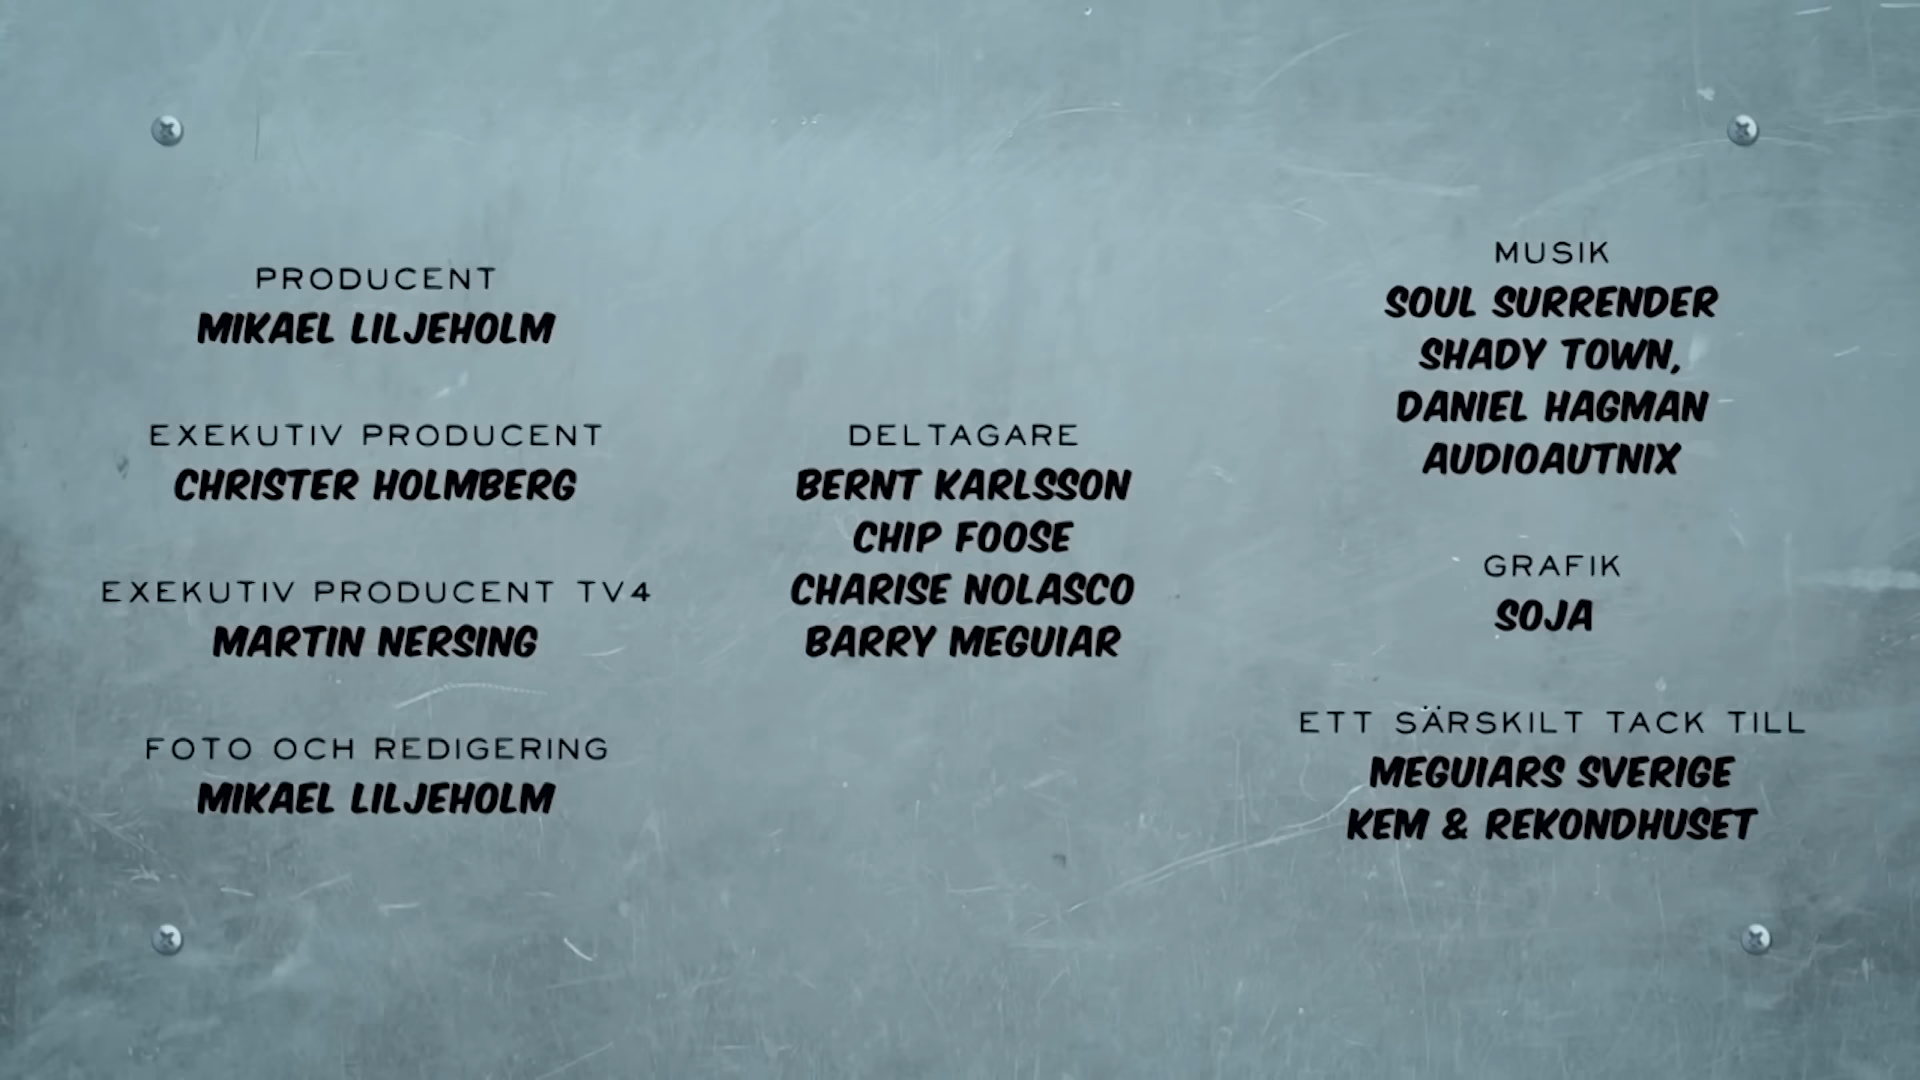 PRODUCENT
MIKAEL LILJEHOLM
EXEKUTIV PRODUCENT
CHRISTER HOLMBERG
EXEKUTIV PRODUCENT TV4
MARTIN NERSING
FOTO OCH REDIGERING
MIKAEL LILJEHOLM
DELTAGARE
BERNT KARLSSON
CHIP FOOSE
CHARISE NOLASCO
BARRY MEGUIAR
MUSIK
SOUL SURRENDER
SHADY TOWN,
DANIEL HAGMAN
AUDIOAUTNIX
GRAFIK
SOJA
ETT SÄRSKILT TACK TILL
MEGUIARS SVERIGE
KEM & REKONDHUSET